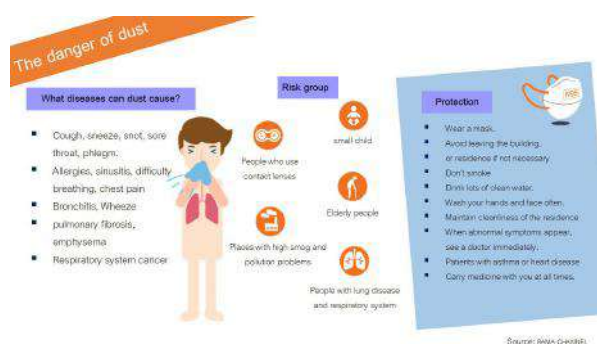 The danger of dust
What diseases can dust cause?
Cough, sneeze, snot, sore
throat, phlegm.
Allergies, sinusitis, difficulty
breathing, chest pain
Bronchitis, Wheeze
pulmonary fibrosis,
emphysema
Respiratory system cancer
Risk group
People who use
contact lenses
small child
Elderly people
Places with high smog and
pollution problems
People with lung disease
and respiratory system
Protection
Wear a mask.
Avoid leaving the building.
or residence if not necessary
Don't smoke
Drink lots of clean water.
Wash your hands and face often.
Maintain cleanliness of the residence
When abnormal symptoms appear,
see a doctor immediately.
Patients with asthma or heart disease
Carry medicine with you at all times.
Source: